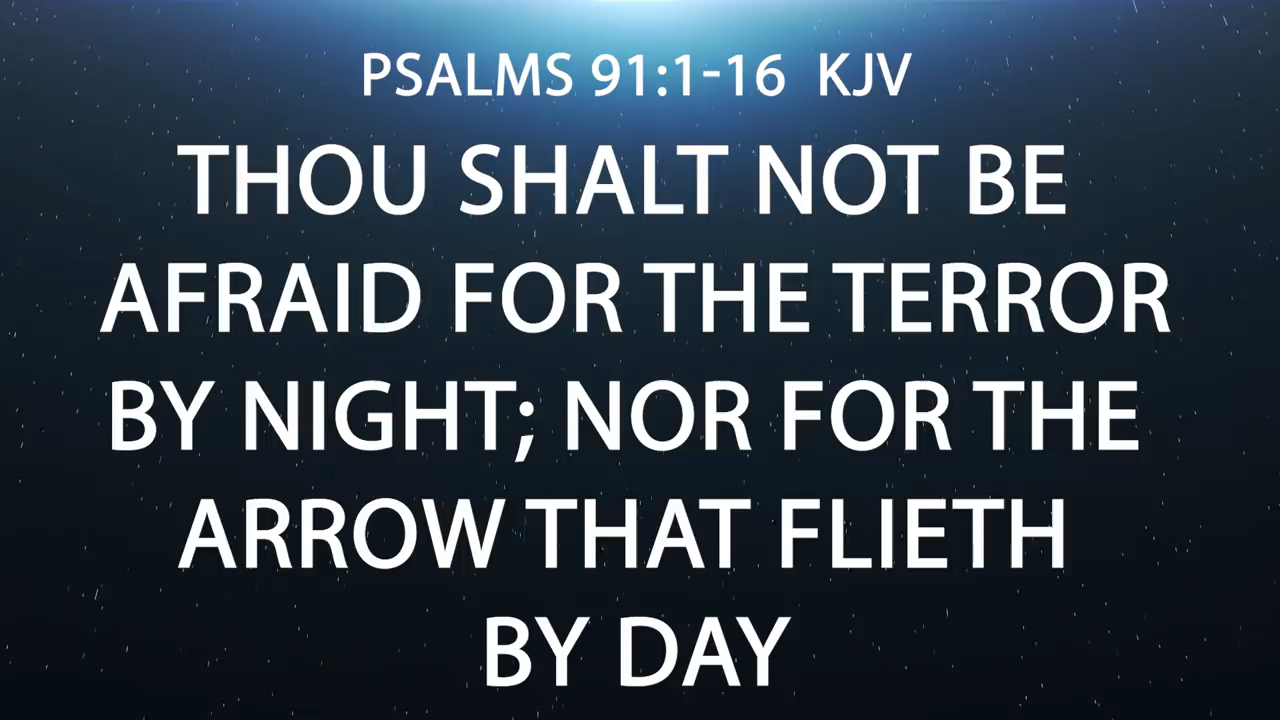 PSALMS 91:1-16 KJV
THOU SHALT NOT BE
AFRAID FOR THE TERROR
BY NIGHT; NOR FOR THE
ARROW THAT FLIETH
BY DAY